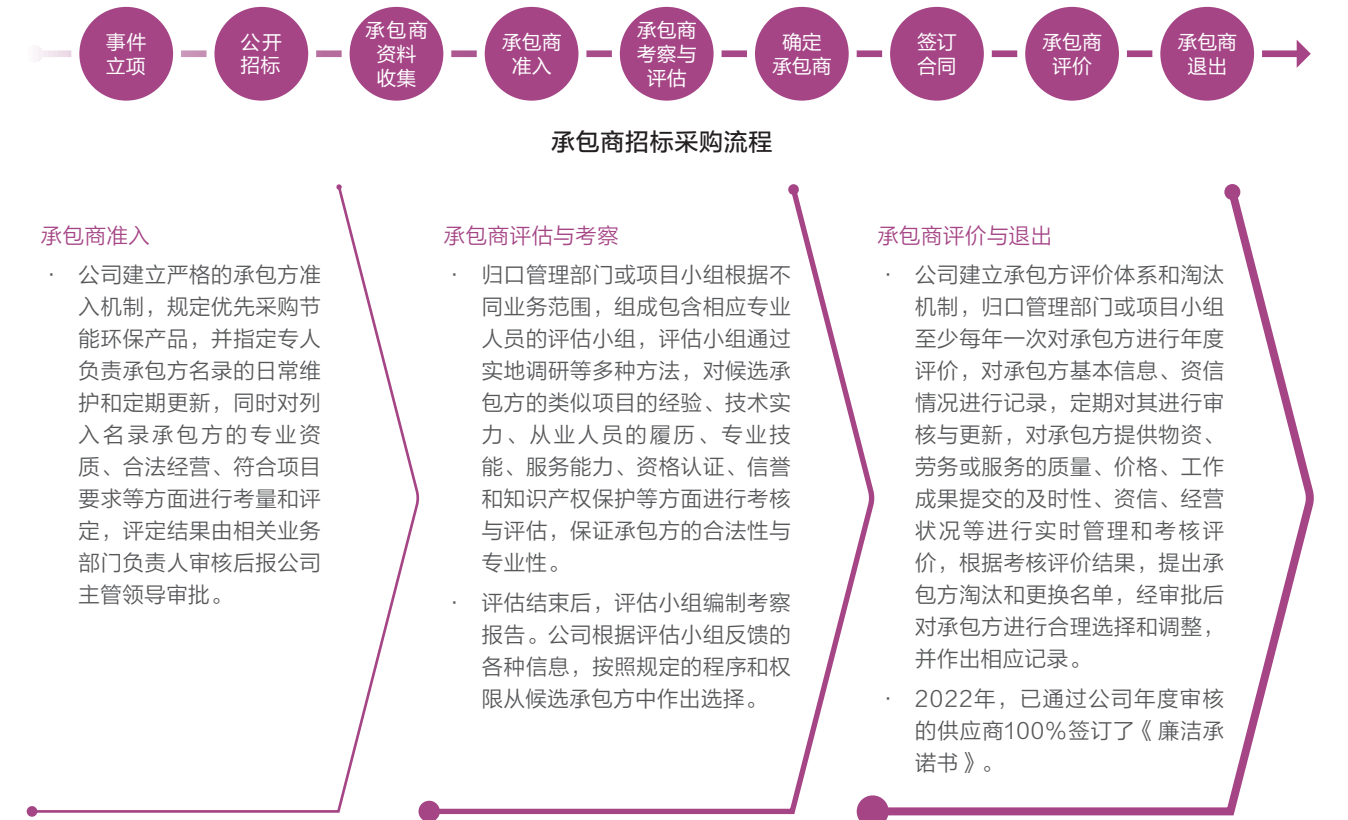 事件
立项
公开
招标
承包商
资料
收集
承包商
准入
承包商
考察与
评估
确定
承包商
签订
合同
承包商
评价
承包商
退出
承包商招标采购流程
承包商准入
· 公司建立严格的承包方准
入机制，规定优先采购节
能环保产品，并指定专人
负责承包方名录的日常维
护和定期更新，同时对列
入名录承包方的专业资
质、合法经营、符合项目
要求等方面进行考量和评
定，评定结果由相关业务
部门负责人审核后报公司
主管领导审批。
承包商评估与考察
· 归口管理部门或项目小组根据不
同业务范围，组成包含相应专业
人员的评估小组，评估小组通过
实地调研等多种方法，对候选承
包方的类似项目的经验、技术实
力、从业人员的履历、专业技
能、服务能力、资格认证、信誉
和知识产权保护等方面进行考核
与评估，保证承包方的合法性与
专业性。
· 评估结束后，评估小组编制考察
报告。公司根据评估小组反馈的
各种信息，按照规定的程序和权
限从候选承包方中作出选择。
承包商评价与退出
· 公司建立承包方评价体系和淘汰
机制，归口管理部门或项目小组
至少每年一次对承包方进行年度
评价，对承包方基本信息、资信
情况进行记录，定期对其进行审
核与更新，对承包方提供物资、
劳务或服务的质量、价格、工作
成果提交的及时性、资信、经营
状况等进行实时管理和考核评
价，根据考核评价结果，提出承
包方淘汰和更换名单，经审批后
对承包方进行合理选择和调整，
并作出相应记录。
· 2022年，已通过公司年度审核
的供应商100%签订了《廉洁承
诺书》。